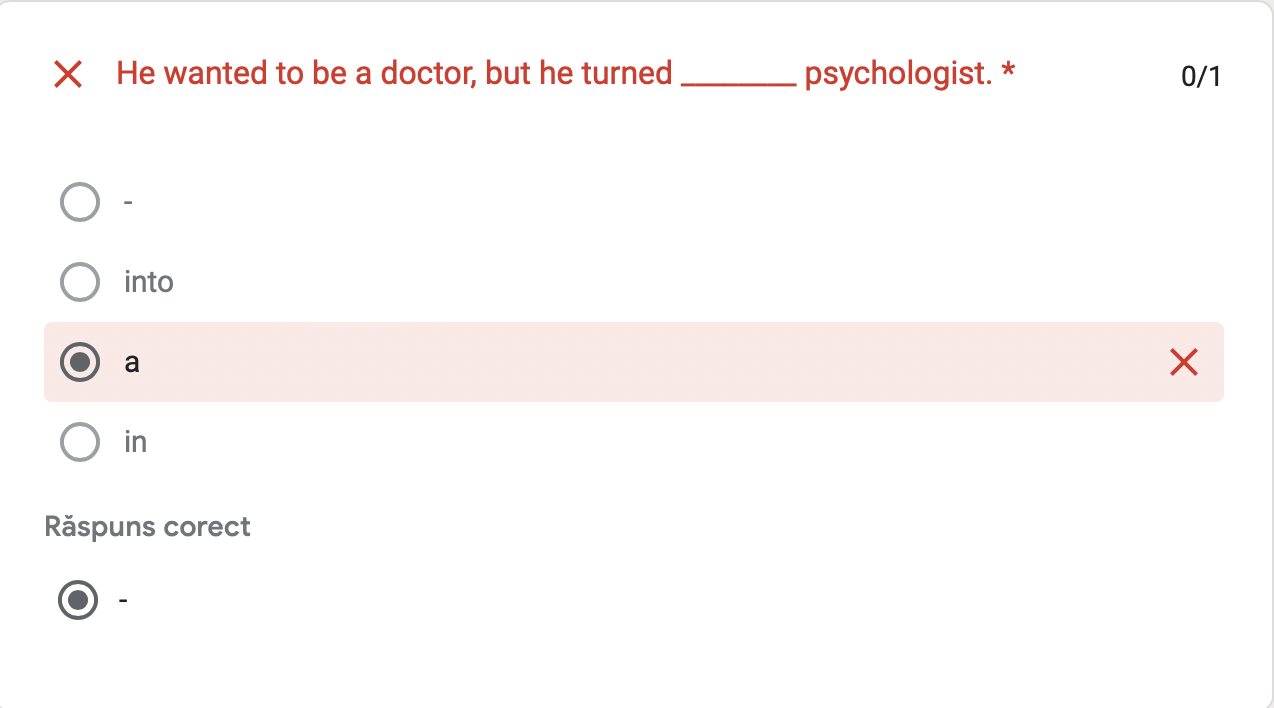 He wanted to be a doctor, but he turned ________ psychologist. *
0/1
-
into
a
in
Răspuns corect
-